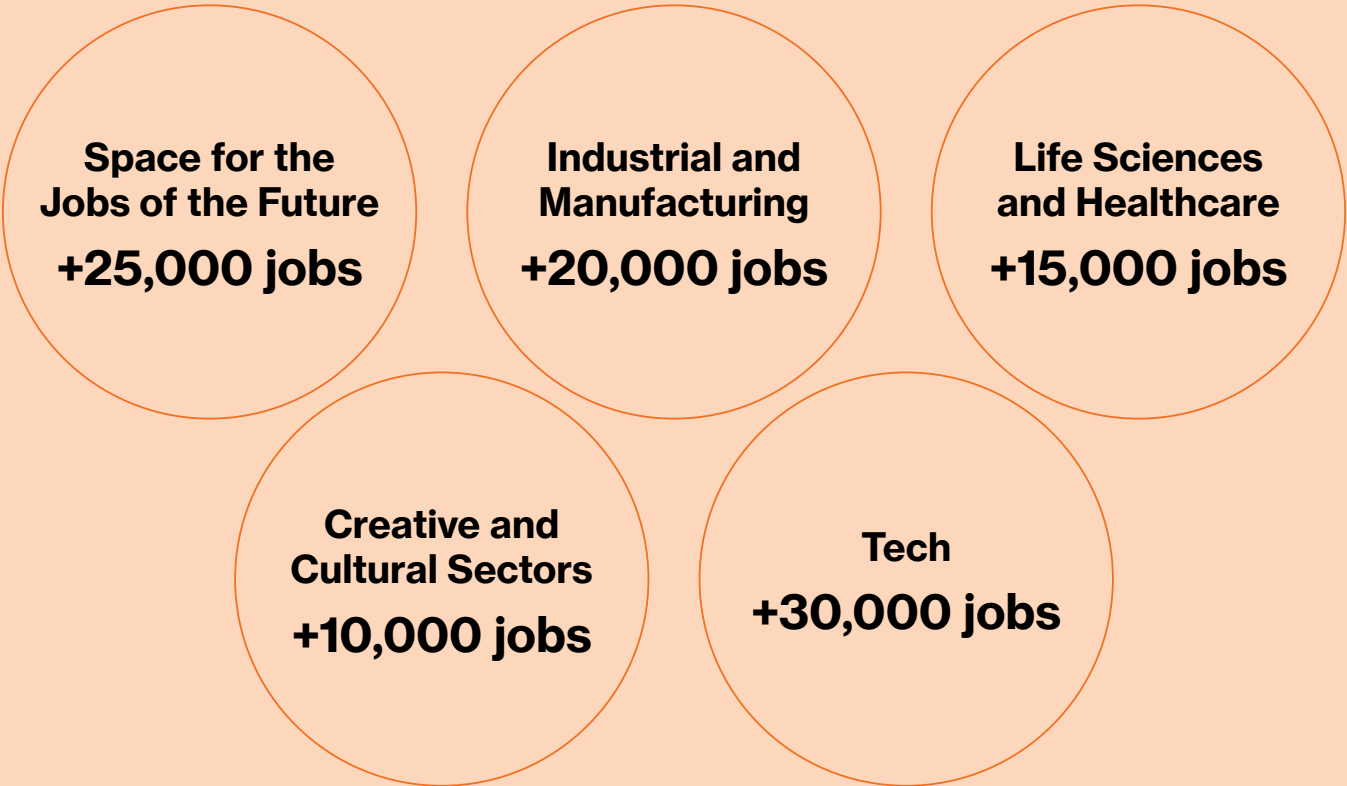 Space for the
Jobs of the Future
+25,000 jobs
Industrial and
Manufacturing
+20,000 jobs
Life Sciences
and Healthcare
+15,000 jobs
Creative and
Cultural Sectors
+10,000 jobs
Tech
+30,000 jobs